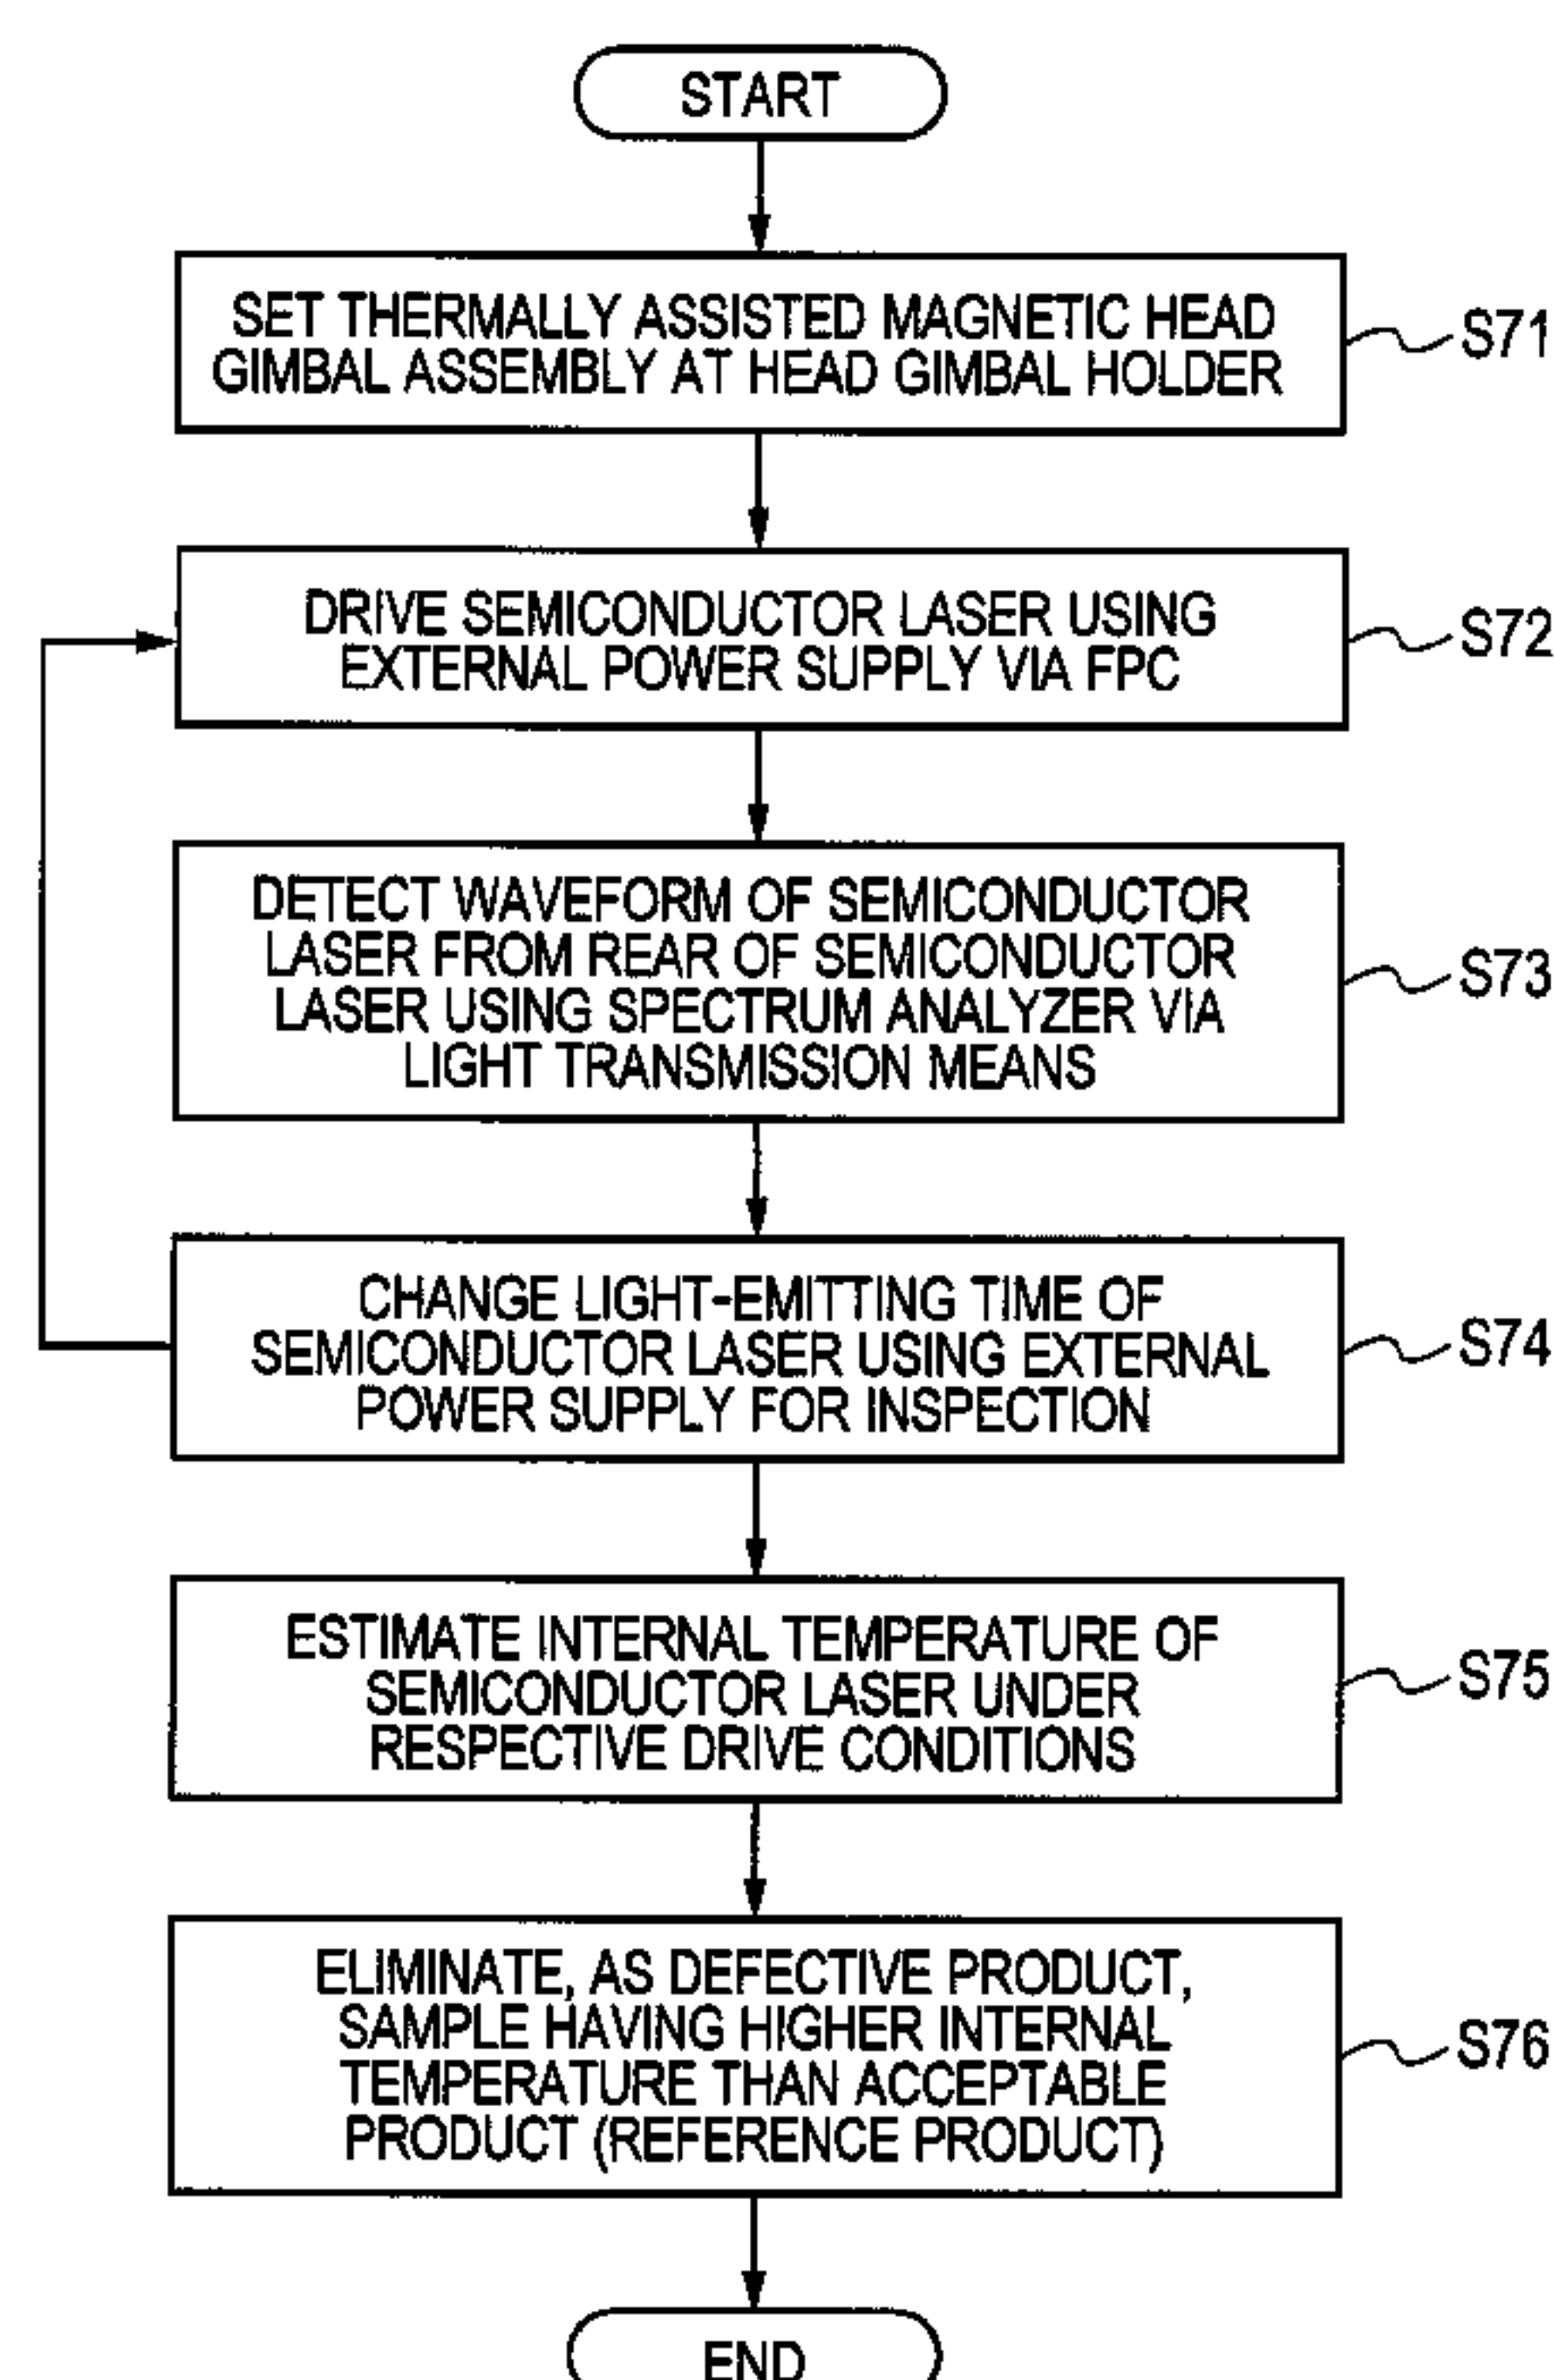 START
SET THERMALLY ASSISTED MAGNETIC HEAD
GIMBAL ASSEMBLY AT HEAD GIMBAL HOLDER
S71
DRIVE SEMICONDUCTOR LASER USING
EXTERNAL POWER SUPPLY VIA FPC
S72
DETECT WAVEFORM OF SEMICONDUCTOR
LASER FROM REAR OF SEMICONDUCTOR
LASER USING SPECTRUM ANALYZER VIA
LIGHT TRANSMISSION MEANS
S73
CHANGE LIGHT-EMITTING TIME OF
SEMICONDUCTOR LASER USING EXTERNAL
POWER SUPPLY FOR INSPECTION
S74
ESTIMATE INTERNAL TEMPERATURE OF
SEMICONDUCTOR LASER UNDER
RESPECTIVE DRIVE CONDITIONS
S75
ELIMINATE, AS DEFECTIVE PRODUCT,
SAMPLE HAVING HIGHER INTERNAL
TEMPERATURE THAN ACCEPTABLE
PRODUCT (REFERENCE PRODUCT)
S76
END